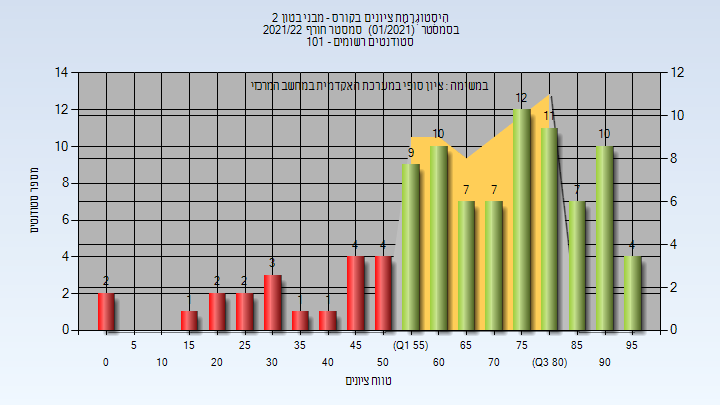 הִיסְטוֹגְרָמַת ציונים בקורס - מבני בטון 2
בסמסטר (01/2021) סמסטר חורף 2021/22
סטודנטים רשומים - 101
במשימה : ציון סופי במערכת האקדמית במחשב המרכזי
מספר סטודנטים
14 12 10 8 6 4 2 0
12 10 8 6 4 2 0
2 1 2 2 3 1 1 4 4 9 10 7 7 12 11 7 10 4
5 15 25 35 45 (Q1 55) 65 75 85 95
0 10 20 30 40 50 60 70 (Q3 80) 90
טווח ציונים